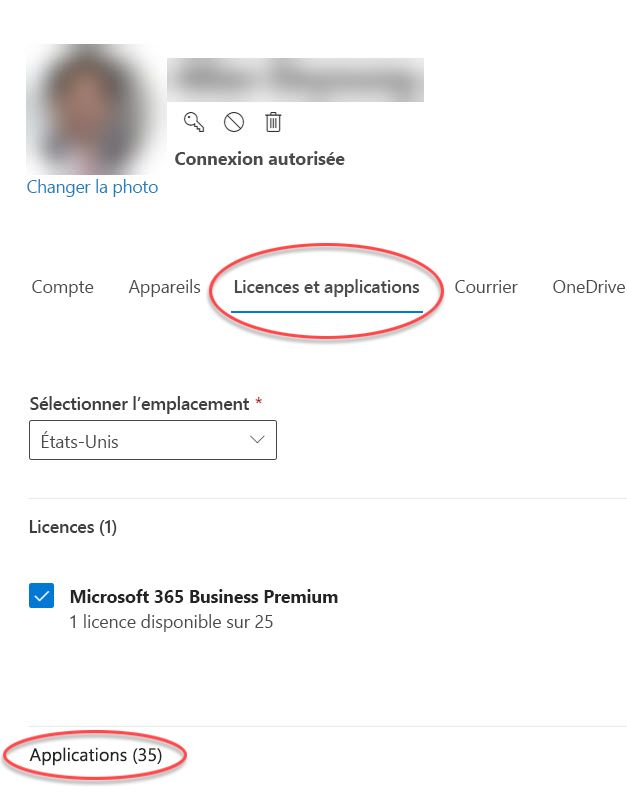 Connexion autorisée
Changer la photo
Compte Appareils Licences et applications Courrier OneDrive
Sélectionner l’emplacement *
États-Unis
Licences (1)
Microsoft 365 Business Premium
1 licence disponible sur 25
Applications (35)